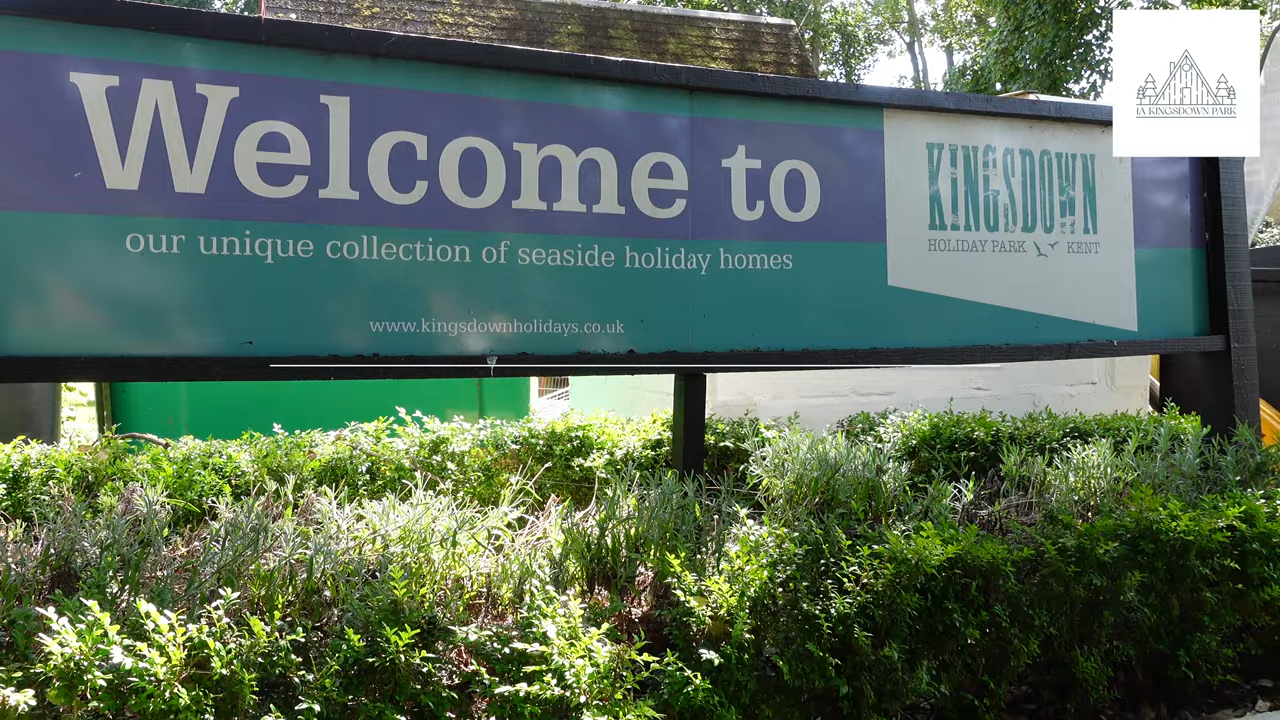 Welcome to
our unique collection of seaside holiday homes
www.kingsdownholidays.co.uk
KINGSDOWN
HOLIDAY PARK KENT
1A KINGSDOWN PARK